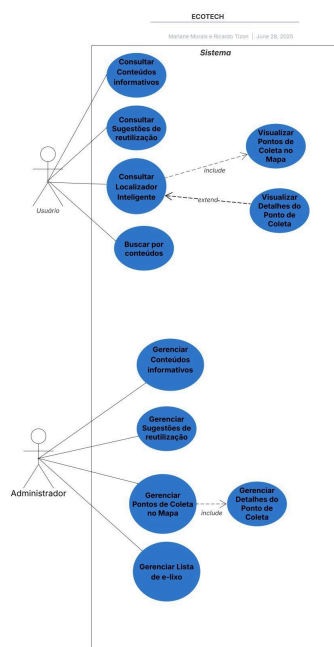 ECOTECH
Marlene Morais e Ricardo Tizon | June 28, 2025
Sistema
Consultar
Conteúdos
informativos
Consultar
Sugestões de
reutilização
Visualizar
Pontos de
Coleta no
Mapa
include
Consultar
Localizador
Inteligente
extend
Visualizar
Detalhes do
Ponto de
Coleta
Usuário
Buscar por
conteúdos
Gerenciar
Conteúdos
informativos
Gerenciar
Sugestões de
reutilização
Administrador
Gerenciar
Pontos de Coleta
no Mapa
include
Gerenciar
Detalhes do
Ponto de
Coleta
Gerenciar Lista
de e-lixo